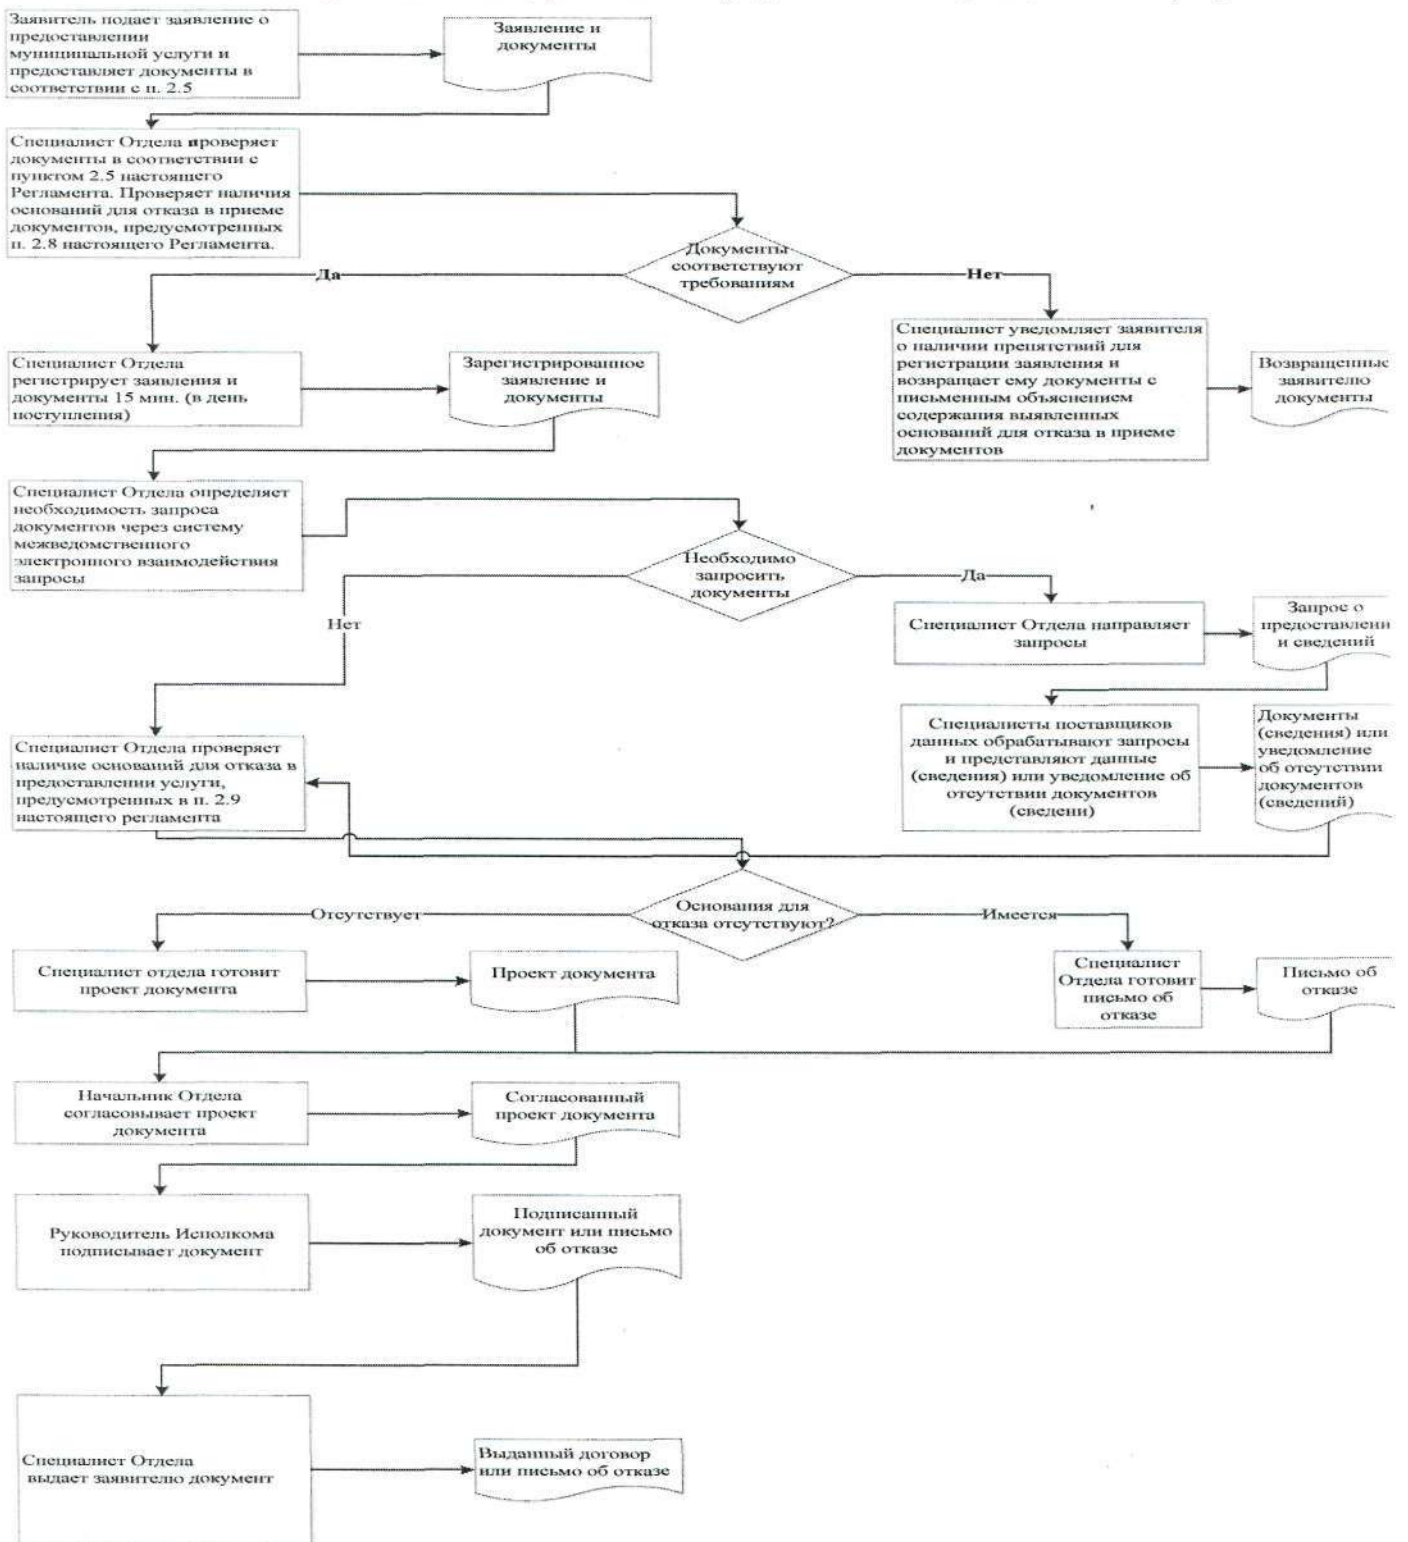 Заявитель подает заявление о
предоставлении
муниципальной услуги и
предоставляет документы в
соответствии с п. 2.5
Заявление и
документы
Специалист Отдела проверяет
документы в соответствии с
пунктом 2.5 настоящего
Регламента. Проверяет наличия
оснований для отказа в приеме
документов, предусмотренных
п. 2.8 настоящего Регламента.
Документы
соответствуют
требованиям
Да
Нет
Специалист Отдела
регистрирует заявления и
документы 15 мин. (в день
поступления)
Зарегистрированное
заявление и
документы
Специалист уведомляет заявителя
о наличии препятствий для
регистрации заявления и
возвращает ему документы с
письменным объяснением
содержания выявленных
оснований для отказа в приеме
документов
Возвращенные
заявителю
документы
Специалист Отдела определяет
необходимость запроса
документов через систему
межведомственного
электронного взаимодействия
запросы
Необходимо
запросить
документы
Да
Нет
Специалист Отдела направляет
запросы
Запрос о
предоставлени
и сведений
Специалист Отдела проверяет
наличие оснований для отказа в
предоставлении услуги,
предусмотренных в п. 2.9
настоящего регламента
Специалисты поставщиков
данных обрабатывают запросы
и представляют данные
(сведения) или уведомление об
отсутствии документов
(сведени)
Документы
(сведения) или
уведомление
об отсутствии
документов
(сведений)
Основания для
отказа отсутствуют?
Отсутствует
Имеется
Специалист отдела готовит
проект документа
Проект документа
Специалист
Отдела готовит
письмо об
отказе
Письмо об
отказе
Начальник Отдела
согласовывает проект
документа
Согласованный
проект документа
Руководитель Исполкома
подписывает документ
Подписанный
документ или письмо
об отказе
Специалист Отдела
выдает заявителю документ
Выданный договор
или письмо об отказе